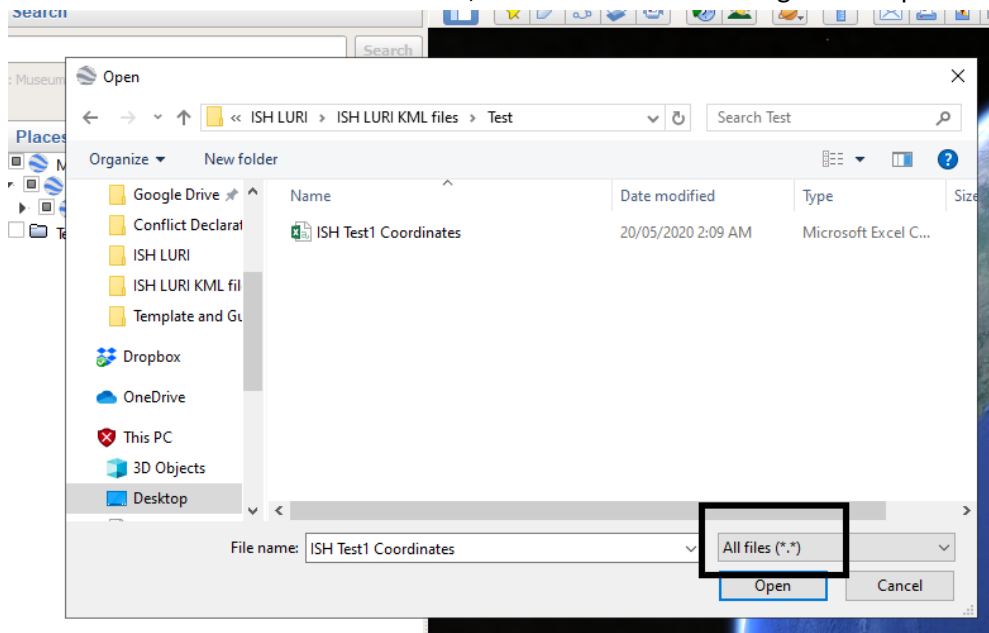 Search
Search
Museum
Open
« ISH LURI › ISH LURI KML files › Test
Search Test
Places
Organize
New folder
?
M
Google Drive
Name
Date modified
Type
Size
Conflict Declarat
ISH Test1 Coordinates
20/05/2020 2:09 AM
Microsoft Excel C...
Te
ISH LURI
ISH LURI KML fil
Template and Gu
Dropbox
OneDrive
This PC
3D Objects
Desktop
File name:
ISH Test1 Coordinates
All files (*.*)
Open
Cancel